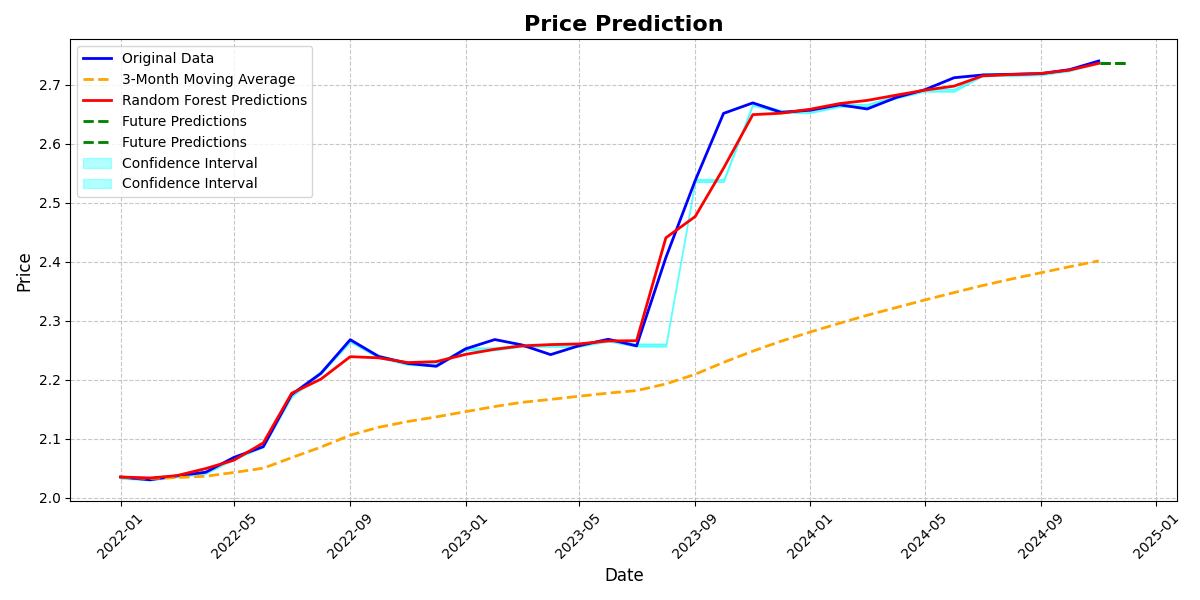 Price Prediction
Original Data
3-Month Moving Average
Random Forest Predictions
Future Predictions
Future Predictions
Confidence Interval
Confidence Interval
Price
2.7
2.6
2.5
2.4
2.3
2.2
2.1
2.0
2022-01
2022-05
2022-09
2023-01
2023-05
2023-09
2024-01
2024-05
2024-09
2025-01
Date